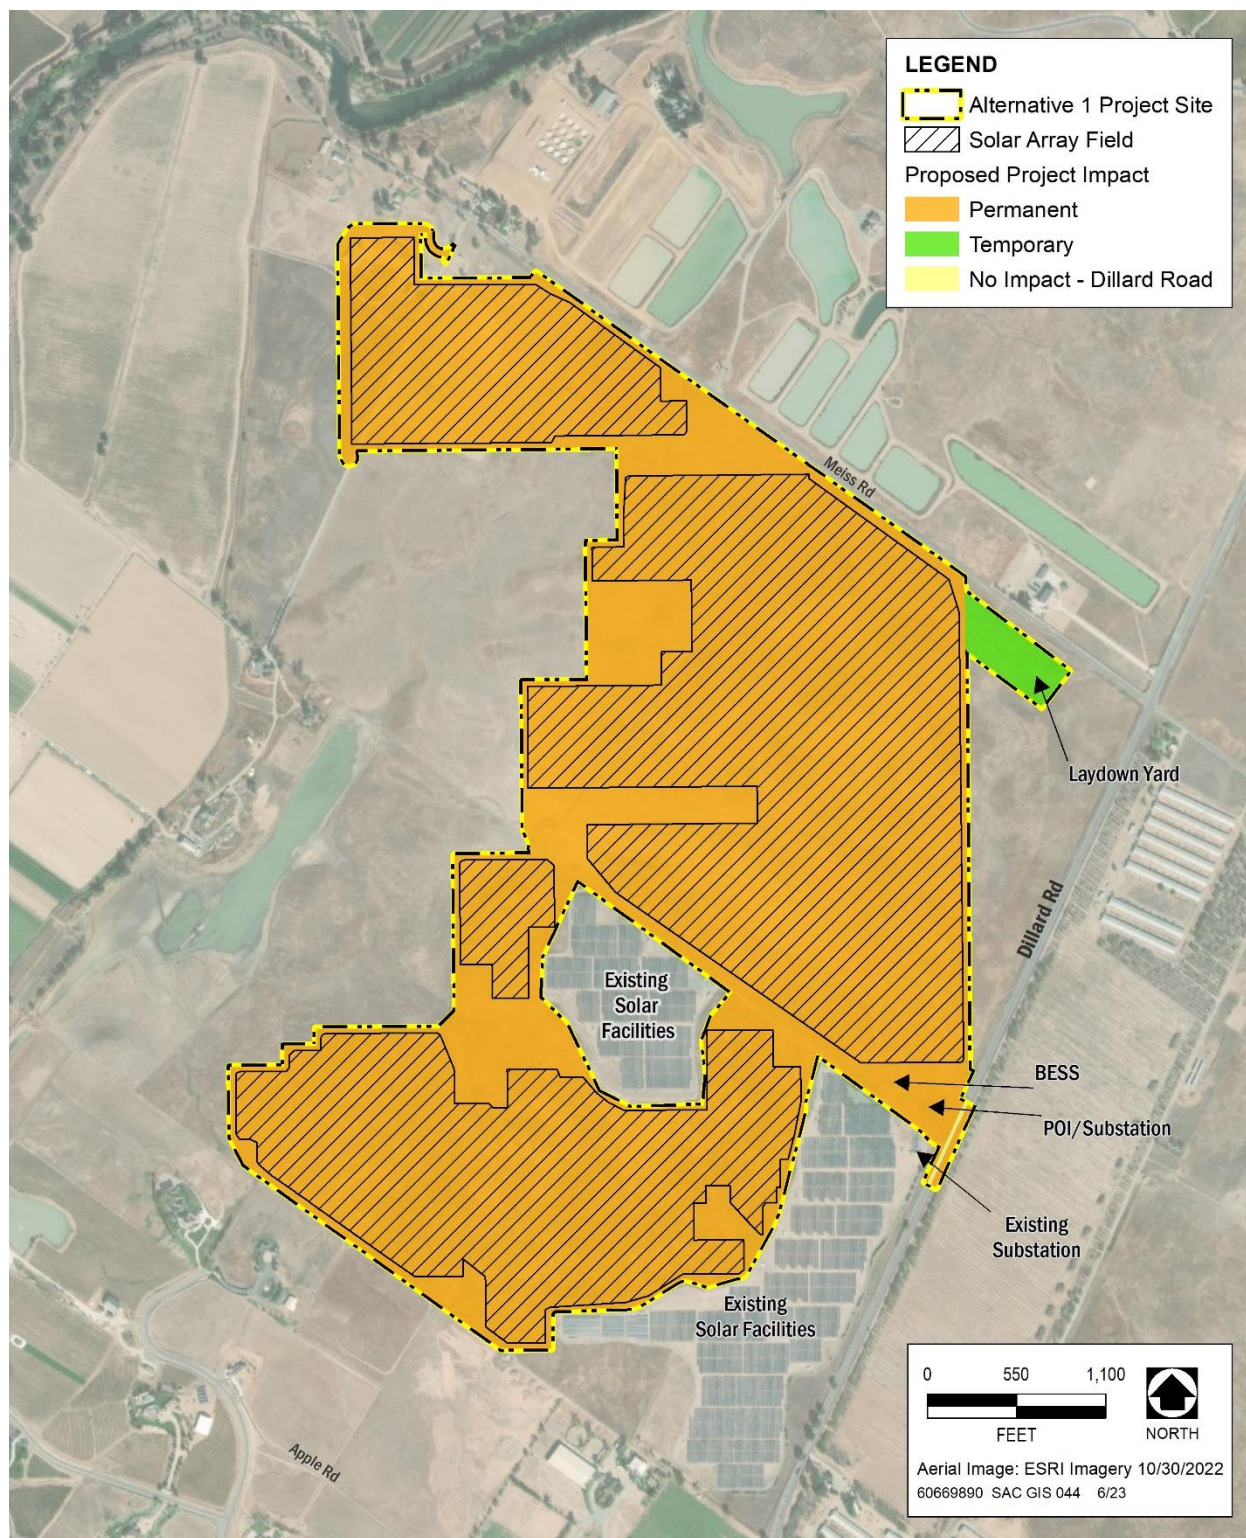 LEGEND
Alternative 1 Project Site
Solar Array Field
Proposed Project Impact
Permanent
Temporary
No Impact - Dillard Road
Meiss Rd
Laydown Yard
Dillard Rd
Existing
Solar
Facilities
BESS
POI/Substation
Existing
Substation
Existing
Solar Facilities
Apple Rd
0 550 1,100
FEET
NORTH
Aerial Image: ESRI Imagery 10/30/2022
60669890 SAC GIS 044 6/23